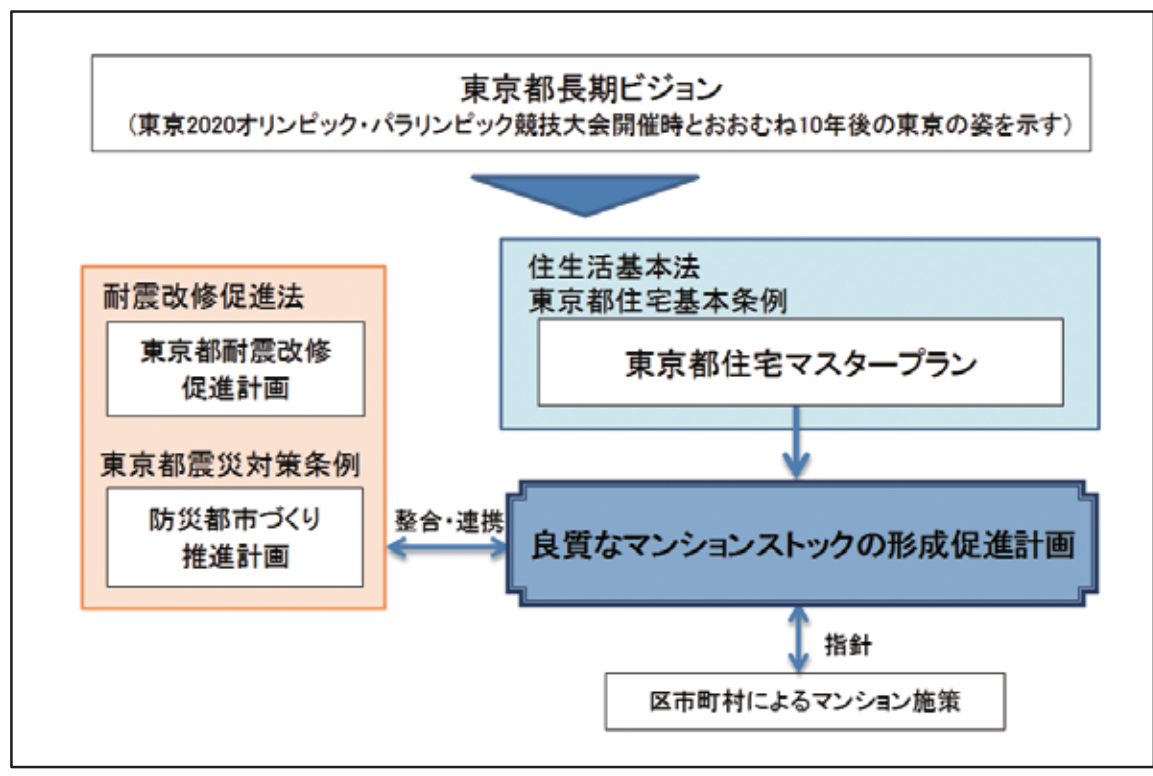 東京都長期ビジョン
(東京2020オリンピック・パラリンピック競技大会開催時とおおむね10年後の東京の姿を示す)
住生活基本法
東京都住宅基本条例
東京都住宅マスタープラン
耐震改修促進法
東京都耐震改修
促進計画
東京都震災対策条例
防災都市づくり
推進計画
整合・連携
良質なマンションストックの形成促進計画
指針
区市町村によるマンション施策